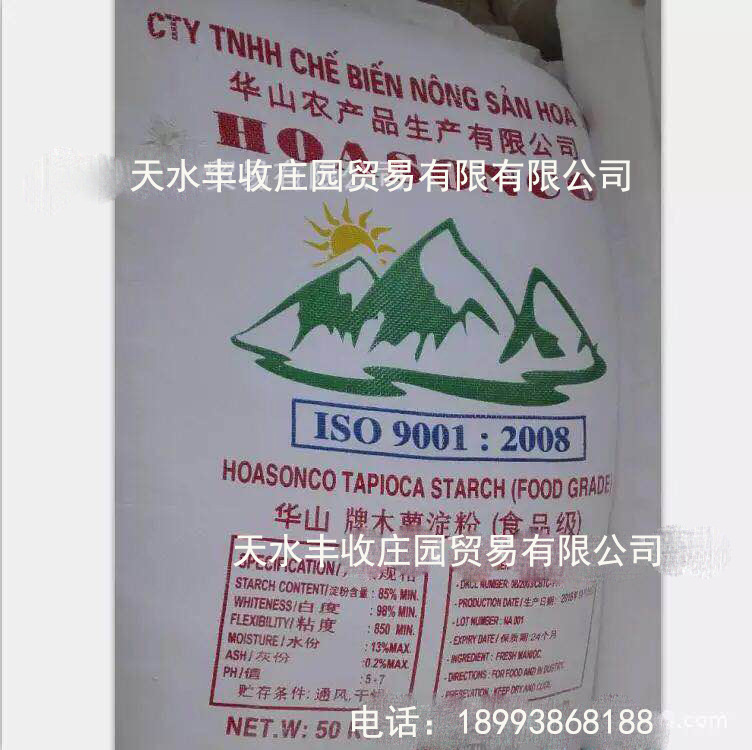 CTY TNHH CHẾ BIẾN NÔNG SẢN HOA
华山农产品生产有限公司
天水丰收庄园贸易有限有限公司
ISO 9001 : 2008
HOASONCO TAPIOCA STARCH (FOOD GRADE
华山 牌木薯淀粉 (食品级)
天水丰收庄园贸易有限公司
SPECIFICATION/
STARCH CONTENT/淀粉含量 : 85% MIN.
WHITENESS/白度 : 98% MIN.
FLEXIBILITY/粘度 : 850 MIN.
MOISTURE/水份 : 13%MAX.
ASH/灰份 : 0.2%MAX.
PH/值 : 5 - 7
贮存条件: 通风,干
- PRODUCTION DATE / 生产日期:
- LOT NUMBER: NA 001
- EXPIRY DATE / 保质期: 24个月
- INGREDIENT : FRESH MANIOC.
- DIRECTIONS : FOR FOOD AND IN DUSTRY.
- PRESEVATION: KEEP DRY AND COOL
NET.W: 50
电话：18993868188